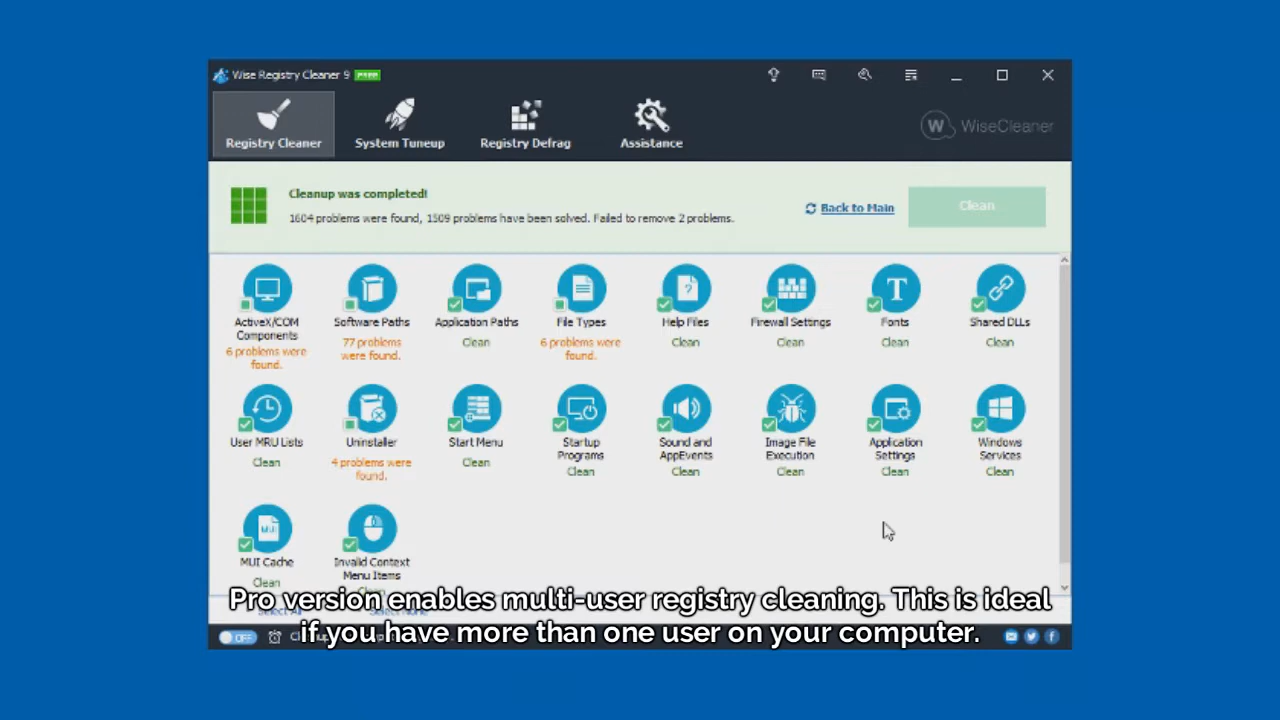 Wise Registry Cleaner 9 FREE
Registry Cleaner System Tuneup Registry Defrag Assistance
W WiseCleaner
Cleanup was completed!
1604 problems were found, 1509 problems have been solved. Failed to remove 2 problems.
Back to Main
Clean
ActiveX/COM
Components
6 problems were
found.
Software Paths
77 problems
were found.
Application Paths
Clean
File Types
6 problems were
found.
Help Files
Clean
Firewall Settings
Clean
Fonts
Clean
Shared DLLs
Clean
User MRU Lists
Clean
Uninstaller
4 problems were
found.
Start Menu
Clean
Startup
Programs
Clean
Sound and
AppEvents
Clean
Image File
Execution
Clean
Application
Settings
Clean
Windows
Services
Clean
MUI
MUI Cache
Clean
Invalid Context
Menu Items
Pro version enables multi-user registry cleaning. This is ideal
if you have more than one user on your computer.
OFF